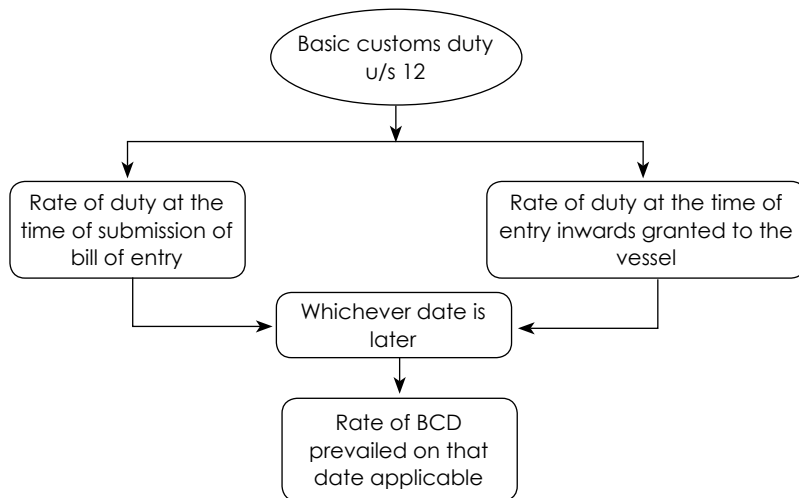 Basic customs duty
u/s 12
Rate of duty at the
time of submission of
bill of entry
Rate of duty at the time of
entry inwards granted to the
vessel
Whichever date is
later
Rate of BCD
prevailed on that
date applicable